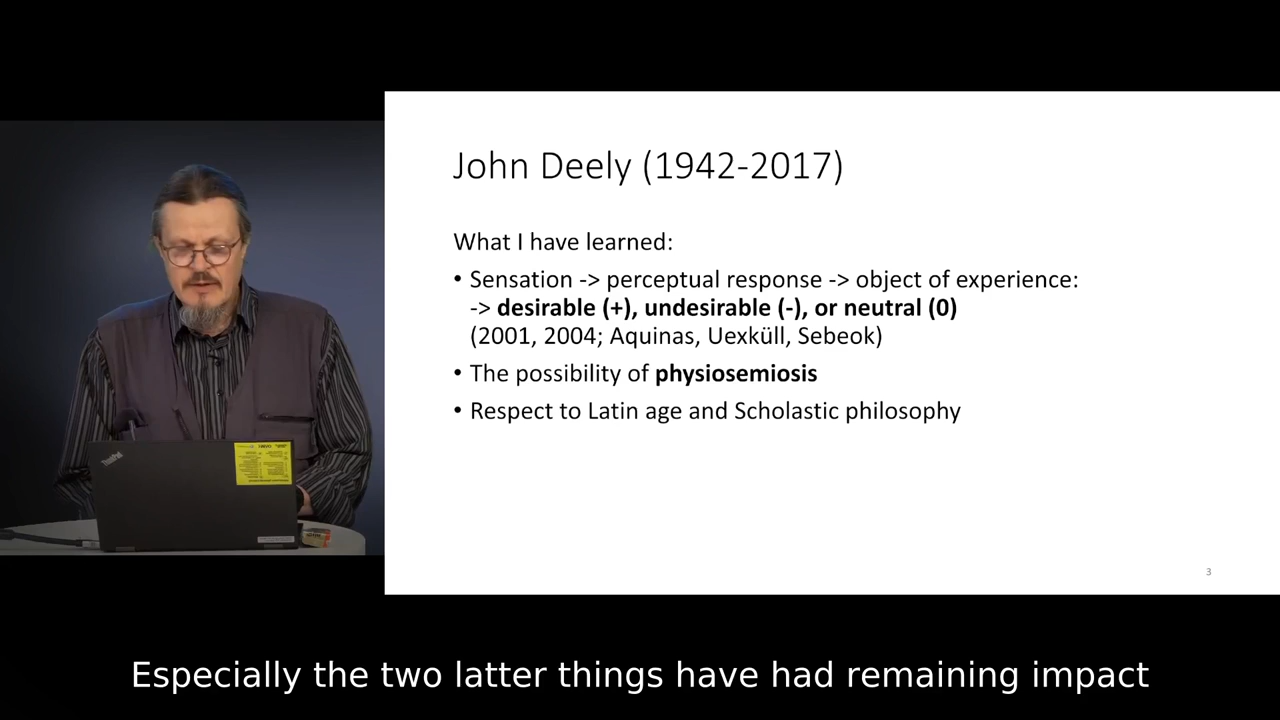 John Deely (1942-2017)
What I have learned:
• Sensation -> perceptual response -> object of experience:
-> desirable (+), undesirable (-), or neutral (0)
(2001, 2004; Aquinas, Uexküll, Sebeok)
• The possibility of physiosemiosis
• Respect to Latin age and Scholastic philosophy
ThinkPad
3
Especially the two latter things have had remaining impact